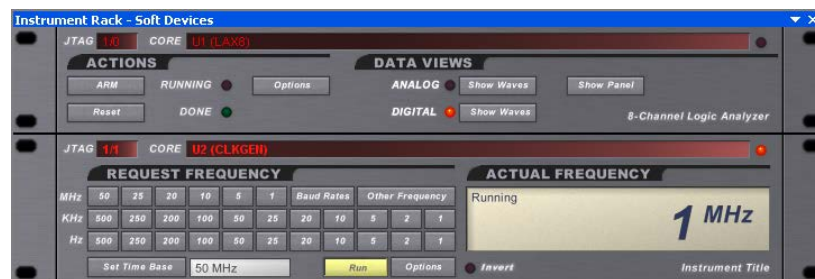 Instrument Rack - Soft Devices
JTAG 1/0 CORE U1 (LAX8)
ACTIONS DATA VIEWS
ARM RUNNING Options ANALOG Show Waves Show Panel
Reset DONE DIGITAL Show Waves 8-Channel Logic Analyzer
JTAG 1/1 CORE U2 (CLKGEN)
REQUEST FREQUENCY ACTUAL FREQUENCY
MHz 50 25 20 10 5 1 Baud Rates Other Frequency Running
KHz 500 250 200 100 50 25 20 10 5 2 1 1 MHz
Hz 500 250 200 100 50 25 20 10 5 2 1
Set Time Base 50 MHz Run Options Invert Instrument Title